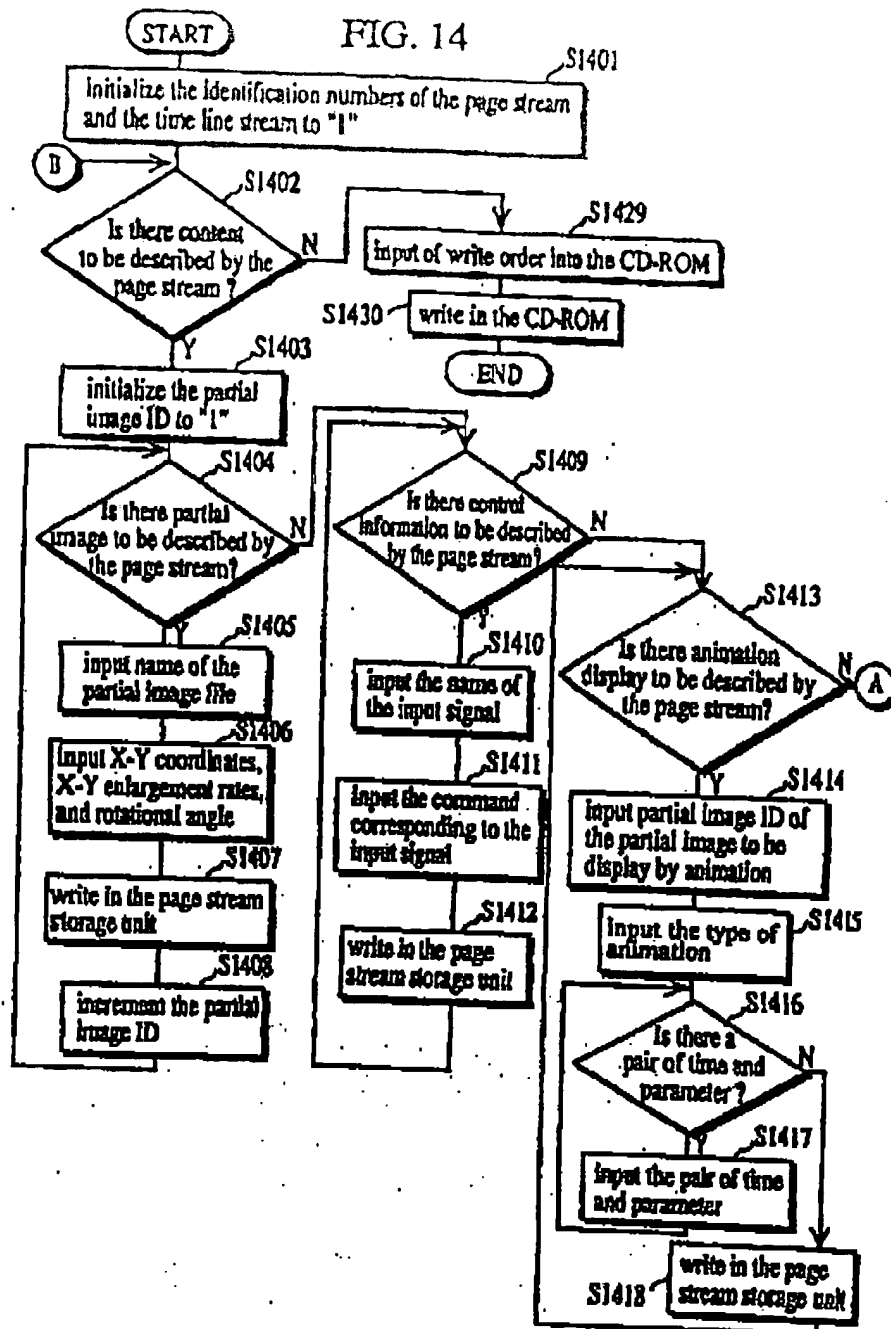 START
FIG. 14
S1401
Initialize the identification numbers of the page stream
and the time line stream to "1"
B
S1402
Is there content
to be described by the
page stream ?
N
Y
S1429
input of write order into the CD-ROM
S1430
write in the CD-ROM
END
S1403
initialize the partial
image ID to "1"
S1404
Is there partial
image to be described by
the page stream?
N
Y
S1405
input name of the
partial image file
S1406
input X-Y coordinates,
X-Y enlargement rates,
and rotational angle
S1407
write in the page stream
storage unit
S1408
increment the partial
image ID
S1409
Is there control
information to be described
by the page stream?
N
Y
S1410
input the name of
the input signal
S1411
input the command
corresponding to the
input signal
S1412
write in the page
stream storage unit
S1413
Is there animation
display to be described by
the page stream?
N
A
Y
S1414
input partial image ID of
the partial image to be
display by animation
S1415
input the type of
animation
S1416
Is there a
pair of time and
parameter ?
N
Y
S1417
input the pair of time
and parameter
S1418
write in the page
stream storage unit